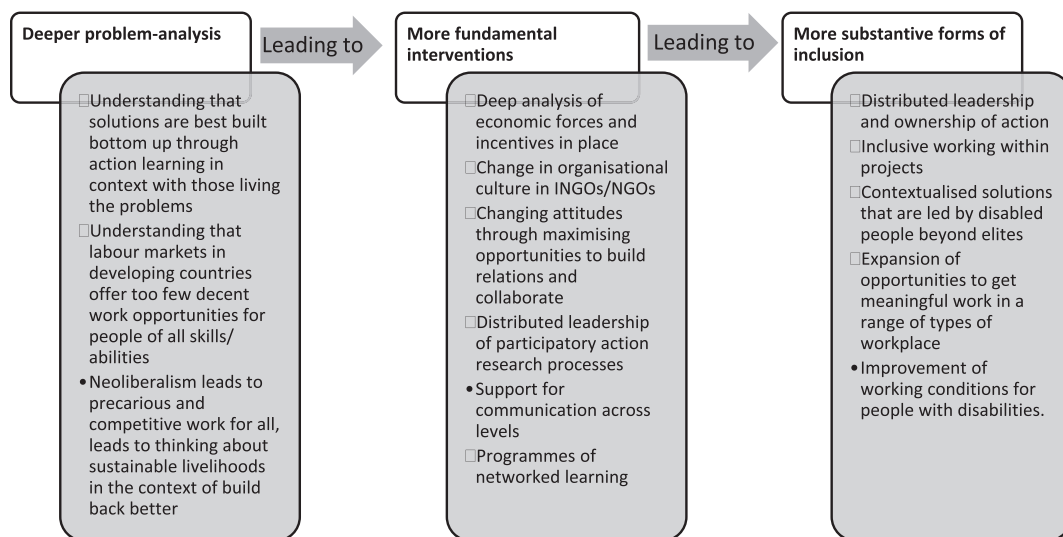 Deeper problem-analysis
Leading to
More fundamental
interventions
Leading to
More substantive forms of
inclusion
□Understanding that
solutions are best built
bottom up through
action learning in
context with those living
the problems
□Understanding that
labour markets in
developing countries
offer too few decent
work opportunities for
people of all skills/
abilities
•Neoliberalism leads to
precarious and
competitive work for all,
leads to thinking about
sustainable livelihoods
in the context of build
back better
□Deep analysis of
economic forces and
incentives in place
□Change in organisational
culture in INGOs/NGOs
□Changing attitudes
through maximising
opportunities to build
relations and
collaborate
□Distributed leadership
of participatory action
research processes
•Support for
communication across
levels
□Programmes of
networked learning
□Distributed leadership
and ownership of action
□Inclusive working within
projects
□Contextualised solutions
that are led by disabled
people beyond elites
□Expansion of
opportunities to get
meaningful work in a
range of types of
workplace
•Improvement of
working conditions for
people with disabilities.